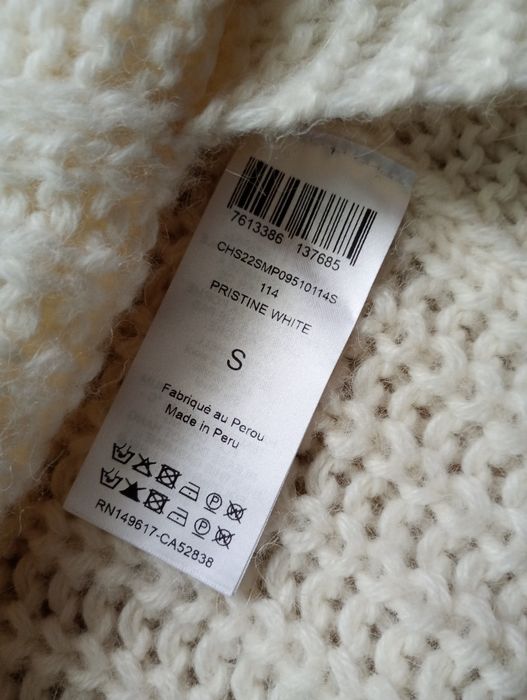 7613386 137685
CHS22SMP09510114S
114
PRISTINE WHITE
S
Fabriqué au Perou
Made in Peru
RN149617-CA52838